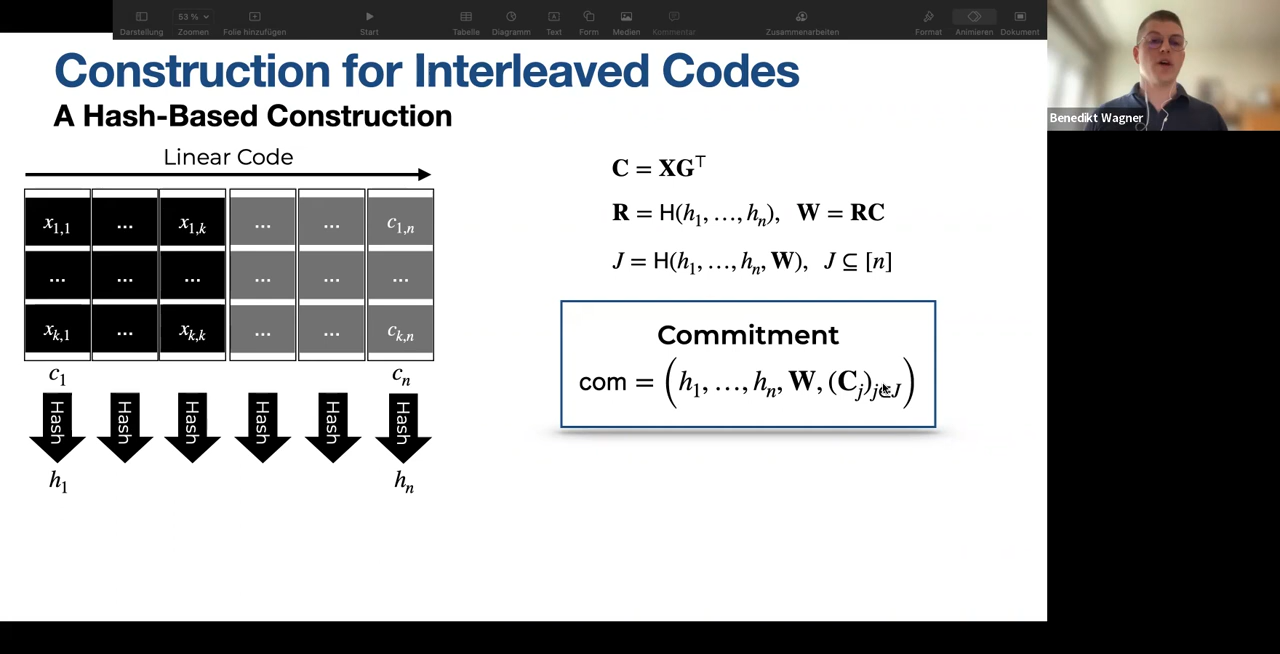 53 %
Darstellung Zoomen Folie hinzufügen Start Tabelle Diagramm Text Form Medien Kommentar Zusammenarbeiten Format Animieren Dokument
Construction for Interleaved Codes
A Hash-Based Construction
Linear Code
x₁,₁ ... x₁,ₖ ... ... c₁,ₙ
... ... ... ... ... ...
xₖ,₁ ... xₖ,ₖ ... ... cₖ,ₙ
c₁ cₙ
Hash Hash Hash Hash Hash Hash
h₁ hₙ
C = XG⊤
R = H(h₁, …, hₙ), W = RC
J = H(h₁, …, hₙ, W), J ⊆ [n]
Commitment
com = (h₁, …, hₙ, W, (Cⱼ)ⱼ∈J)
Benedikt Wagner